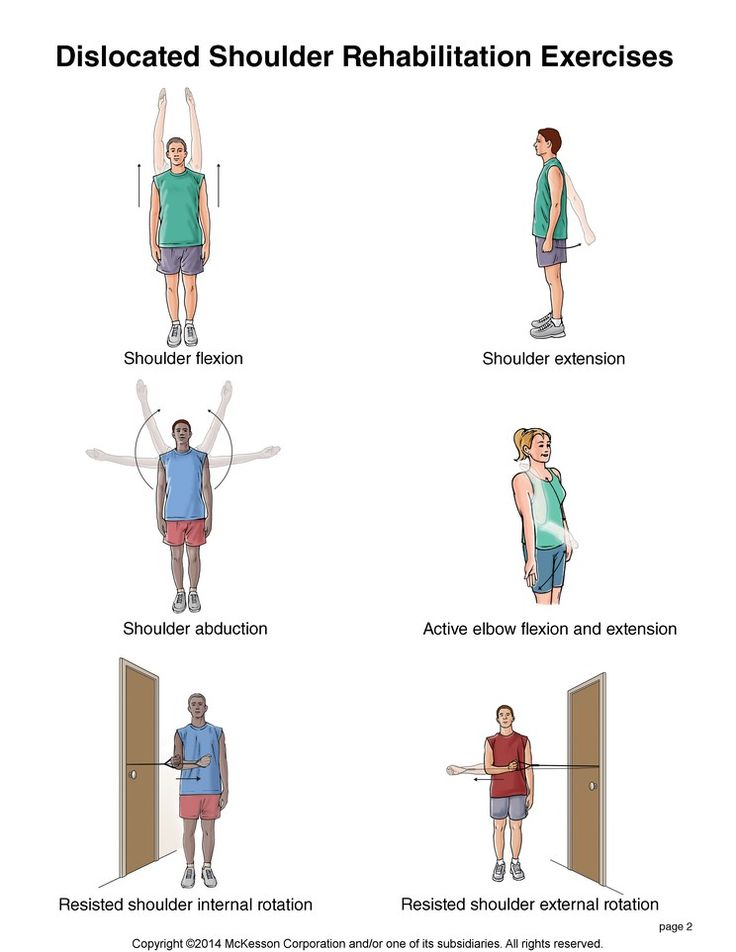 Dislocated Shoulder Rehabilitation Exercises
Shoulder flexion
Shoulder extension
Shoulder abduction
Active elbow flexion and extension
Resisted shoulder internal rotation
Resisted shoulder external rotation
page 2
Copyright ©2014 McKesson Corporation and/or one of its subsidiaries. All rights reserved.